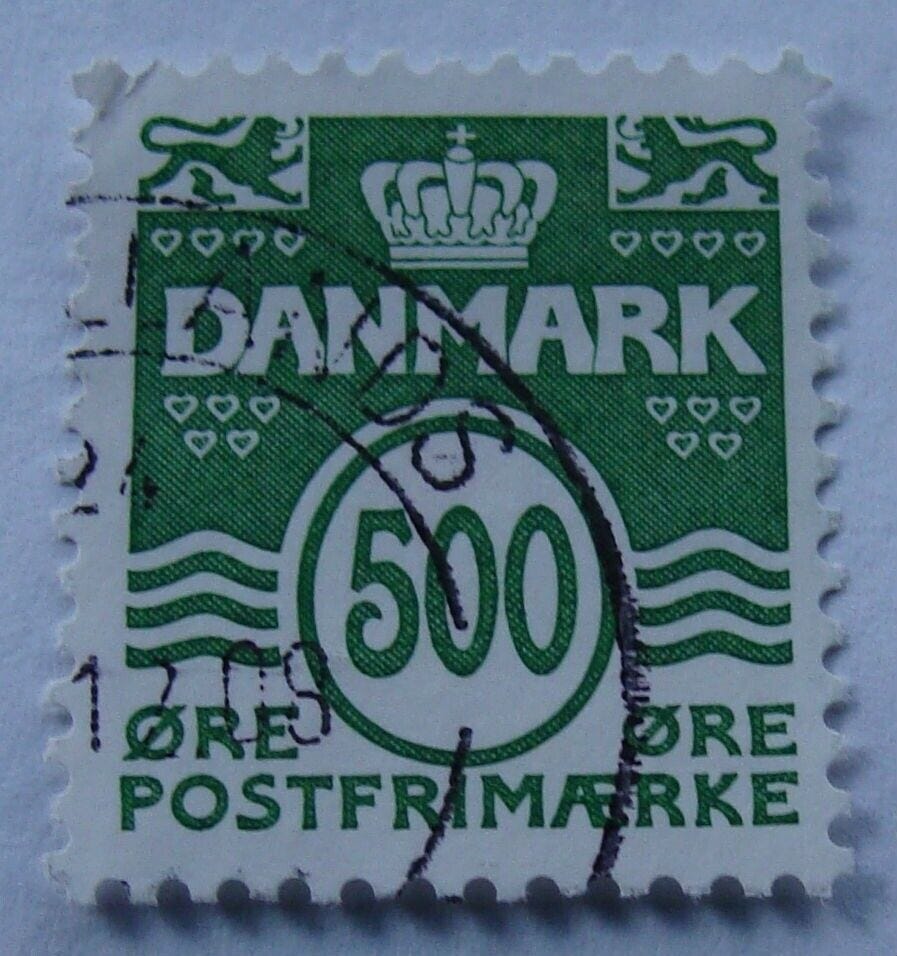 DANMARK
500
ØRE ØRE
POSTFRIMÆRKE